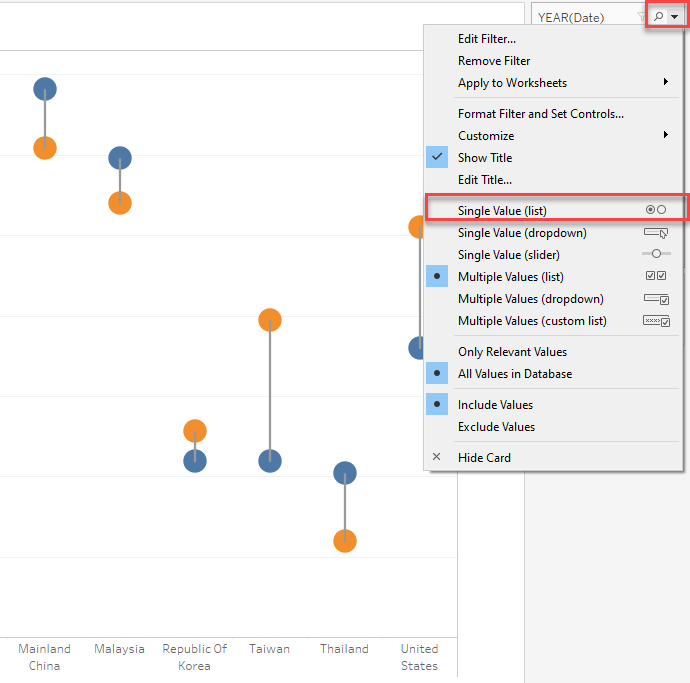 YEAR(Date)
Edit Filter...
Remove Filter
Apply to Worksheets
Format Filter and Set Controls...
Customize
Show Title
Edit Title...
Single Value (list)
Single Value (dropdown)
Single Value (slider)
Multiple Values (list)
Multiple Values (dropdown)
Multiple Values (custom list)
Only Relevant Values
All Values in Database
Include Values
Exclude Values
Hide Card
Mainland Malaysia Republic Of Taiwan Thailand United
China Korea States